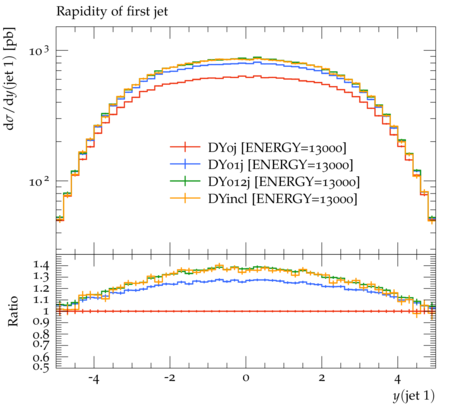 Rapidity of first jet
dσ/dy(jet 1) [pb]
10³
10²
DY0j [ENERGY=13000]
DY01j [ENERGY=13000]
DY012j [ENERGY=13000]
DYincl [ENERGY=13000]
Ratio
1.4
1.3
1.2
1.1
1
0.9
0.8
0.7
0.6
0.5
-4 -2 0 2 4
y(jet 1)